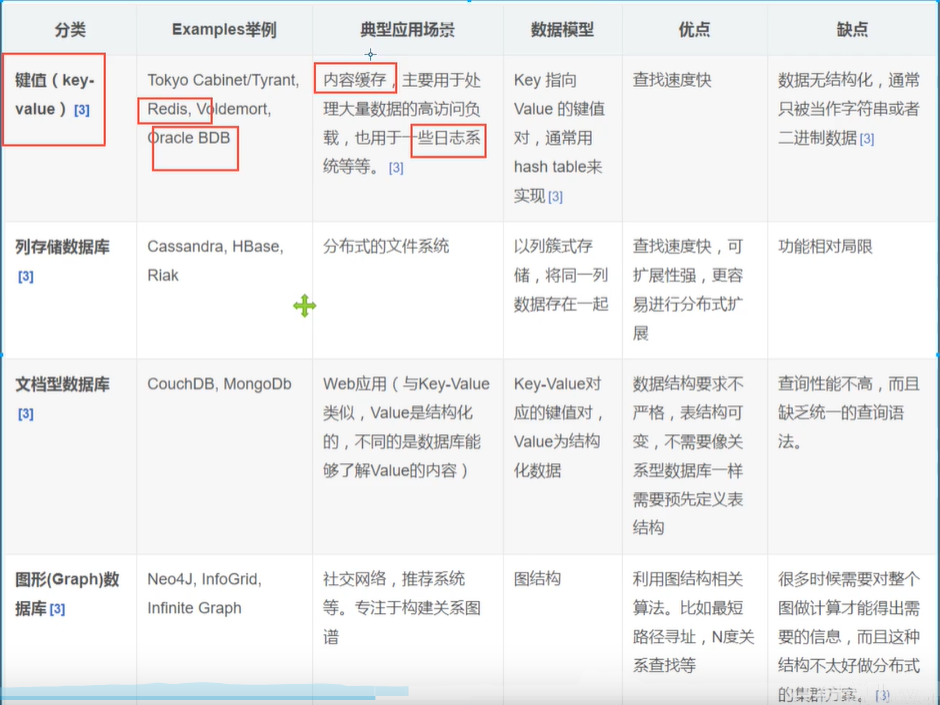 分类 Examples举例 典型应用场景 数据模型 优点 缺点
键值（key-
value）[3]
Tokyo Cabinet/Tyrant,
Redis, Voldemort,
Oracle BDB
内容缓存，主要用于处
理大量数据的高访问负
载，也用于一些日志系
统等等。[3]
Key 指向
Value 的键值
对，通常用
hash table来
实现[3]
查找速度快
数据无结构化，通常
只被当作字符串或者
二进制数据[3]
列存储数据库
[3]
Cassandra, HBase,
Riak
分布式的文件系统
以列簇式存
储，将同一列
数据存在一起
查找速度快，可
扩展性强，更容
易进行分布式扩
展
功能相对局限
文档型数据库
[3]
CouchDB, MongoDb
Web应用（与Key-Value
类似，Value是结构化
的，不同的是数据库能
够了解Value的内容）
Key-Value对
应的键值对，
Value为结构
化数据
数据结构要求不
严格，表结构可
变，不需要像关
系型数据库一样
需要预先定义表
结构
查询性能不高，而且
缺乏统一的查询语
法。
图形(Graph)数
据库[3]
Neo4J, InfoGrid,
Infinite Graph
社交网络，推荐系统
等。专注于构建关系图
谱
图结构
利用图结构相关
算法。比如最短
路径寻址，N度关
系查找等
很多时候需要对整个
图做计算才能得出需
要的信息，而且这种
结构不太好做分布式
的集群方案。[3]